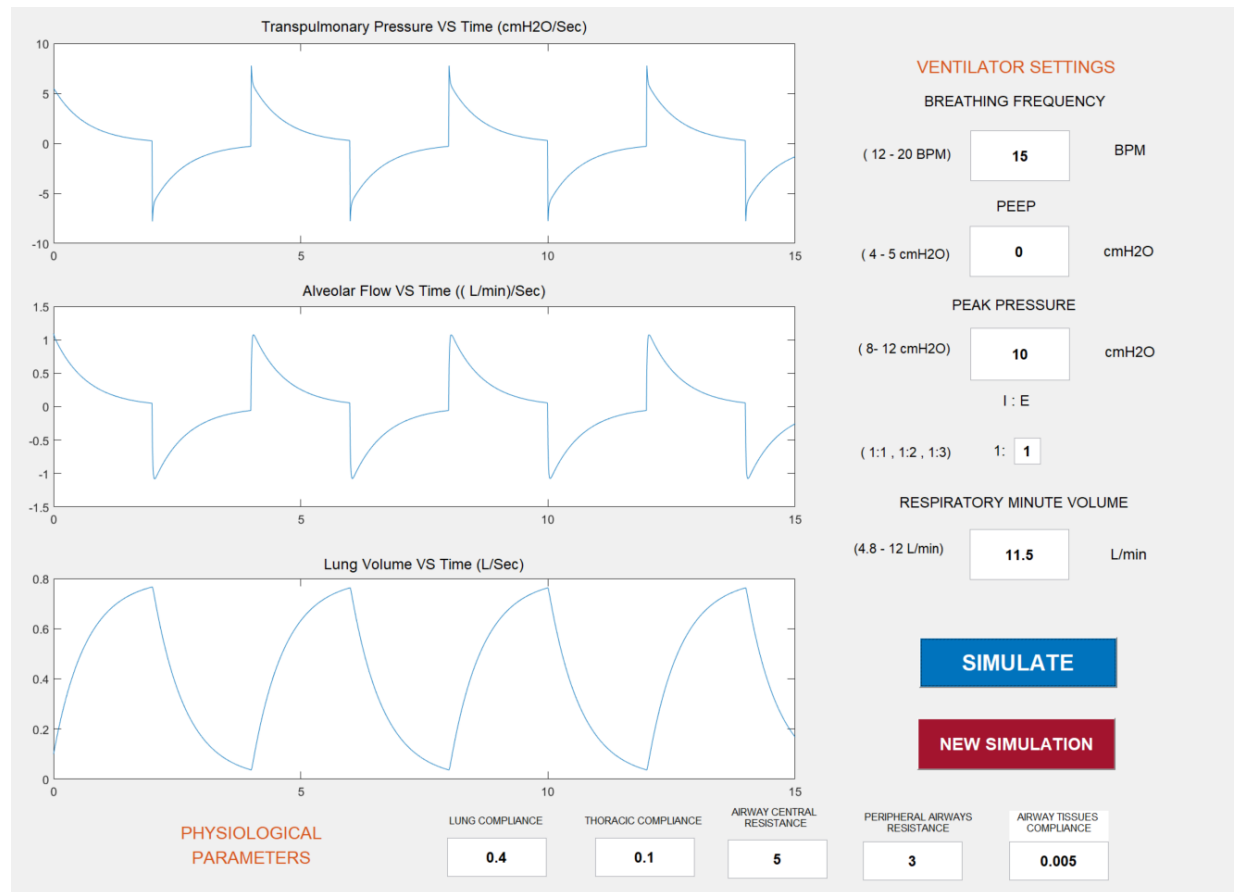 Transpulmonary Pressure VS Time (cmH2O/Sec)
10
5
0
-5
-10
0
5
10
15
Alveolar Flow VS Time (( L/min)/Sec)
1.5
1
0.5
0
-0.5
-1
-1.5
0
5
10
15
Lung Volume VS Time (L/Sec)
0.8
0.6
0.4
0.2
0
0
5
10
15
VENTILATOR SETTINGS
BREATHING FREQUENCY
( 12 - 20 BPM) 15 BPM
PEEP
( 4 - 5 cmH2O) 0 cmH2O
PEAK PRESSURE
( 8- 12 cmH2O) 10 cmH2O
I : E
( 1:1 , 1:2 , 1:3) 1: 1
RESPIRATORY MINUTE VOLUME
(4.8 - 12 L/min) 11.5 L/min
SIMULATE
NEW SIMULATION
PHYSIOLOGICAL
PARAMETERS
LUNG COMPLIANCE
0.4
THORACIC COMPLIANCE
0.1
AIRWAY CENTRAL
RESISTANCE
5
PERIPHERAL AIRWAYS
RESISTANCE
3
AIRWAY TISSUES
COMPLIANCE
0.005